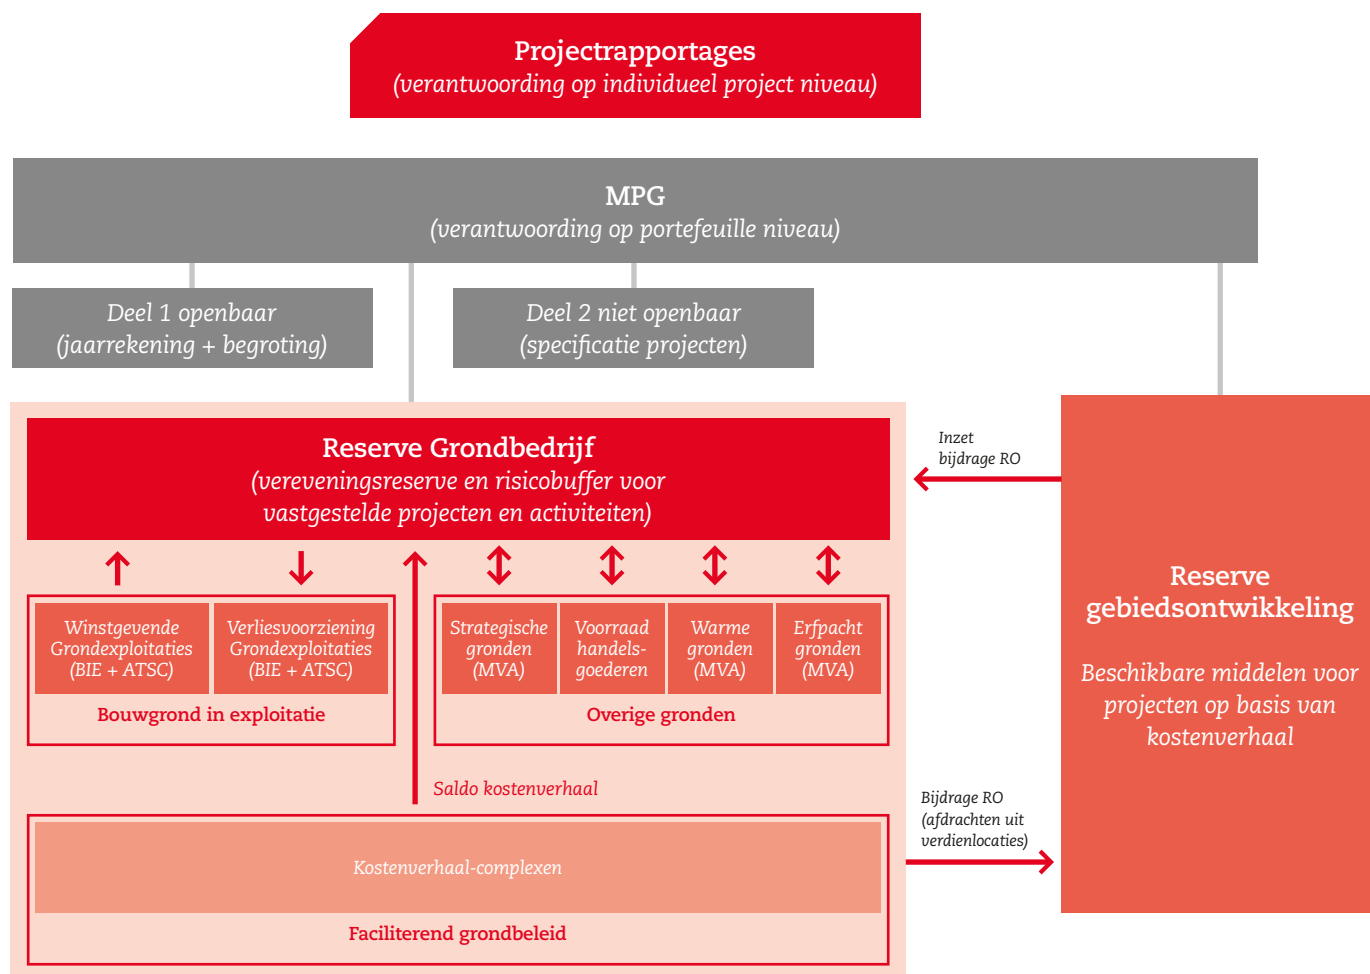 Projectrapportages
(verantwoording op individueel project niveau)
MPG
(verantwoording op portefeuille niveau)
Deel 1 openbaar
(jaarrekening + begroting)
Deel 2 niet openbaar
(specificatie projecten)
Reserve Grondbedrijf
(vereveningsreserve en risicobuffer voor
vastgestelde projecten en activiteiten)
Inzet
bijdrage RO
Winstgevende
Grondexploitaties
(BIE + ATSC)
Verliesvoorziening
Grondexploitaties
(BIE + ATSC)
Bouwgrond in exploitatie
Strategische
gronden
(MVA)
Voorraad
handels-
goederen
Warme
gronden
(MVA)
Erfpacht
gronden
(MVA)
Overige gronden
Reserve
gebiedsontwikkeling
Beschikbare middelen voor
projecten op basis van
kostenverhaal
Saldo kostenverhaal
Bijdrage RO
(afdrachten uit
verdienlocaties)
Kostenverhaal-complexen
Faciliterend grondbeleid